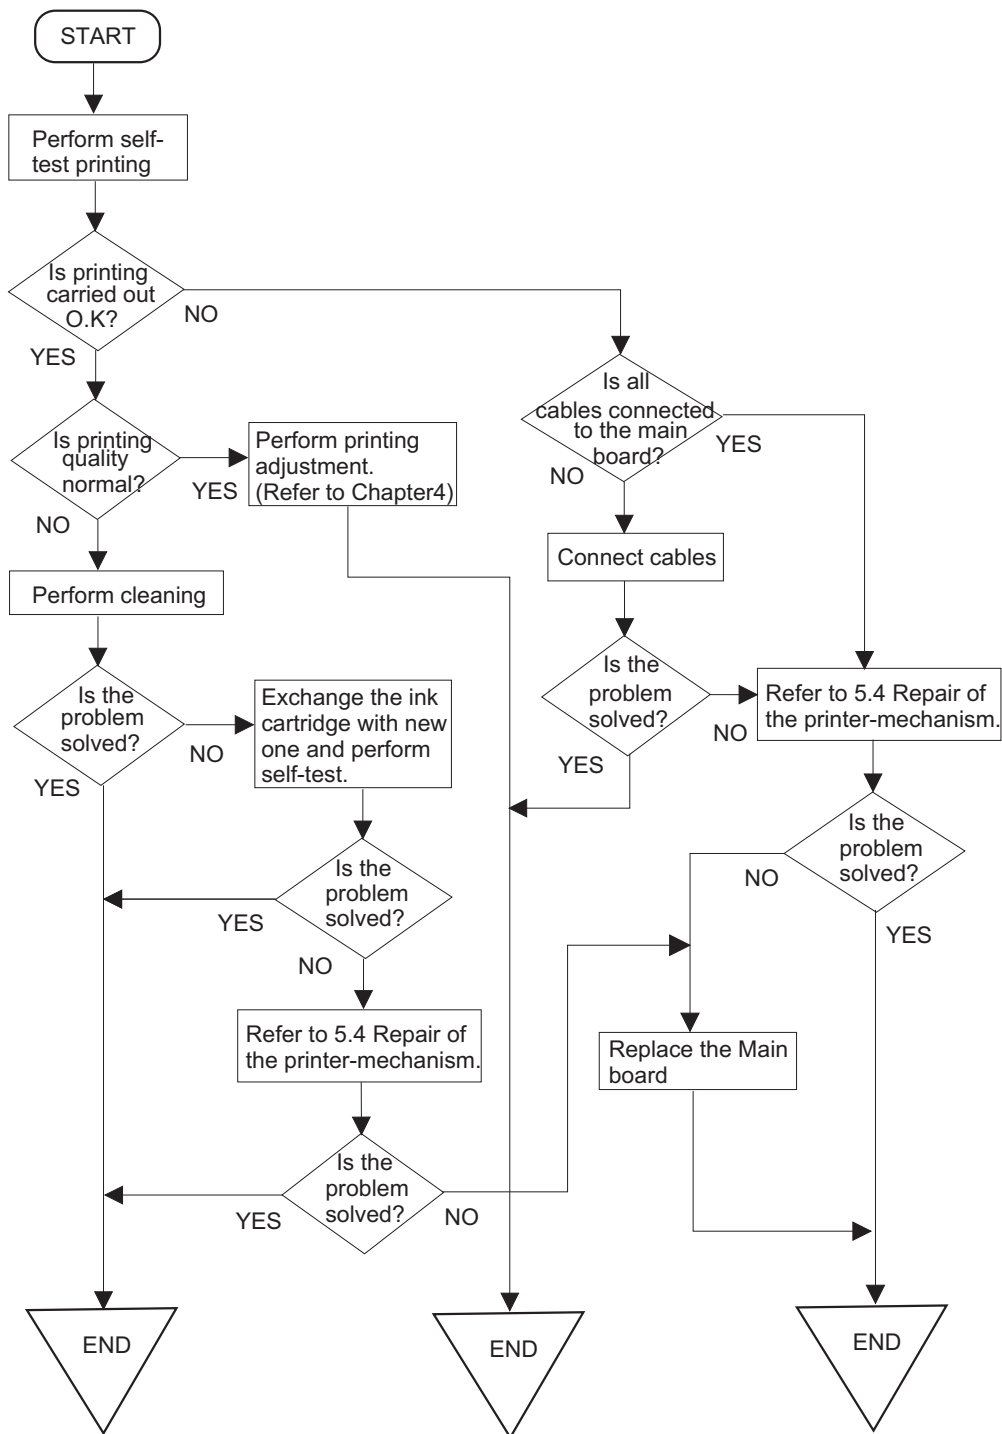 START
Perform self-
test printing
Is printing
carried out
O.K?
NO
YES
Is all
cables connected
to the main
board?
YES
NO
Is printing
quality
normal?
YES
NO
Perform printing
adjustment.
(Refer to Chapter4)
Connect cables
Perform cleaning
Is the
problem
solved?
NO
YES
Exchange the ink
cartridge with new
one and perform
self-test.
Is the
problem
solved?
NO
YES
Refer to 5.4 Repair of
the printer-mechanism.
Is the
problem
solved?
YES
NO
Is the
problem
solved?
NO
YES
Refer to 5.4 Repair of
the printer-mechanism.
Replace the Main
board
Is the
problem
solved?
YES
NO
END
END
END